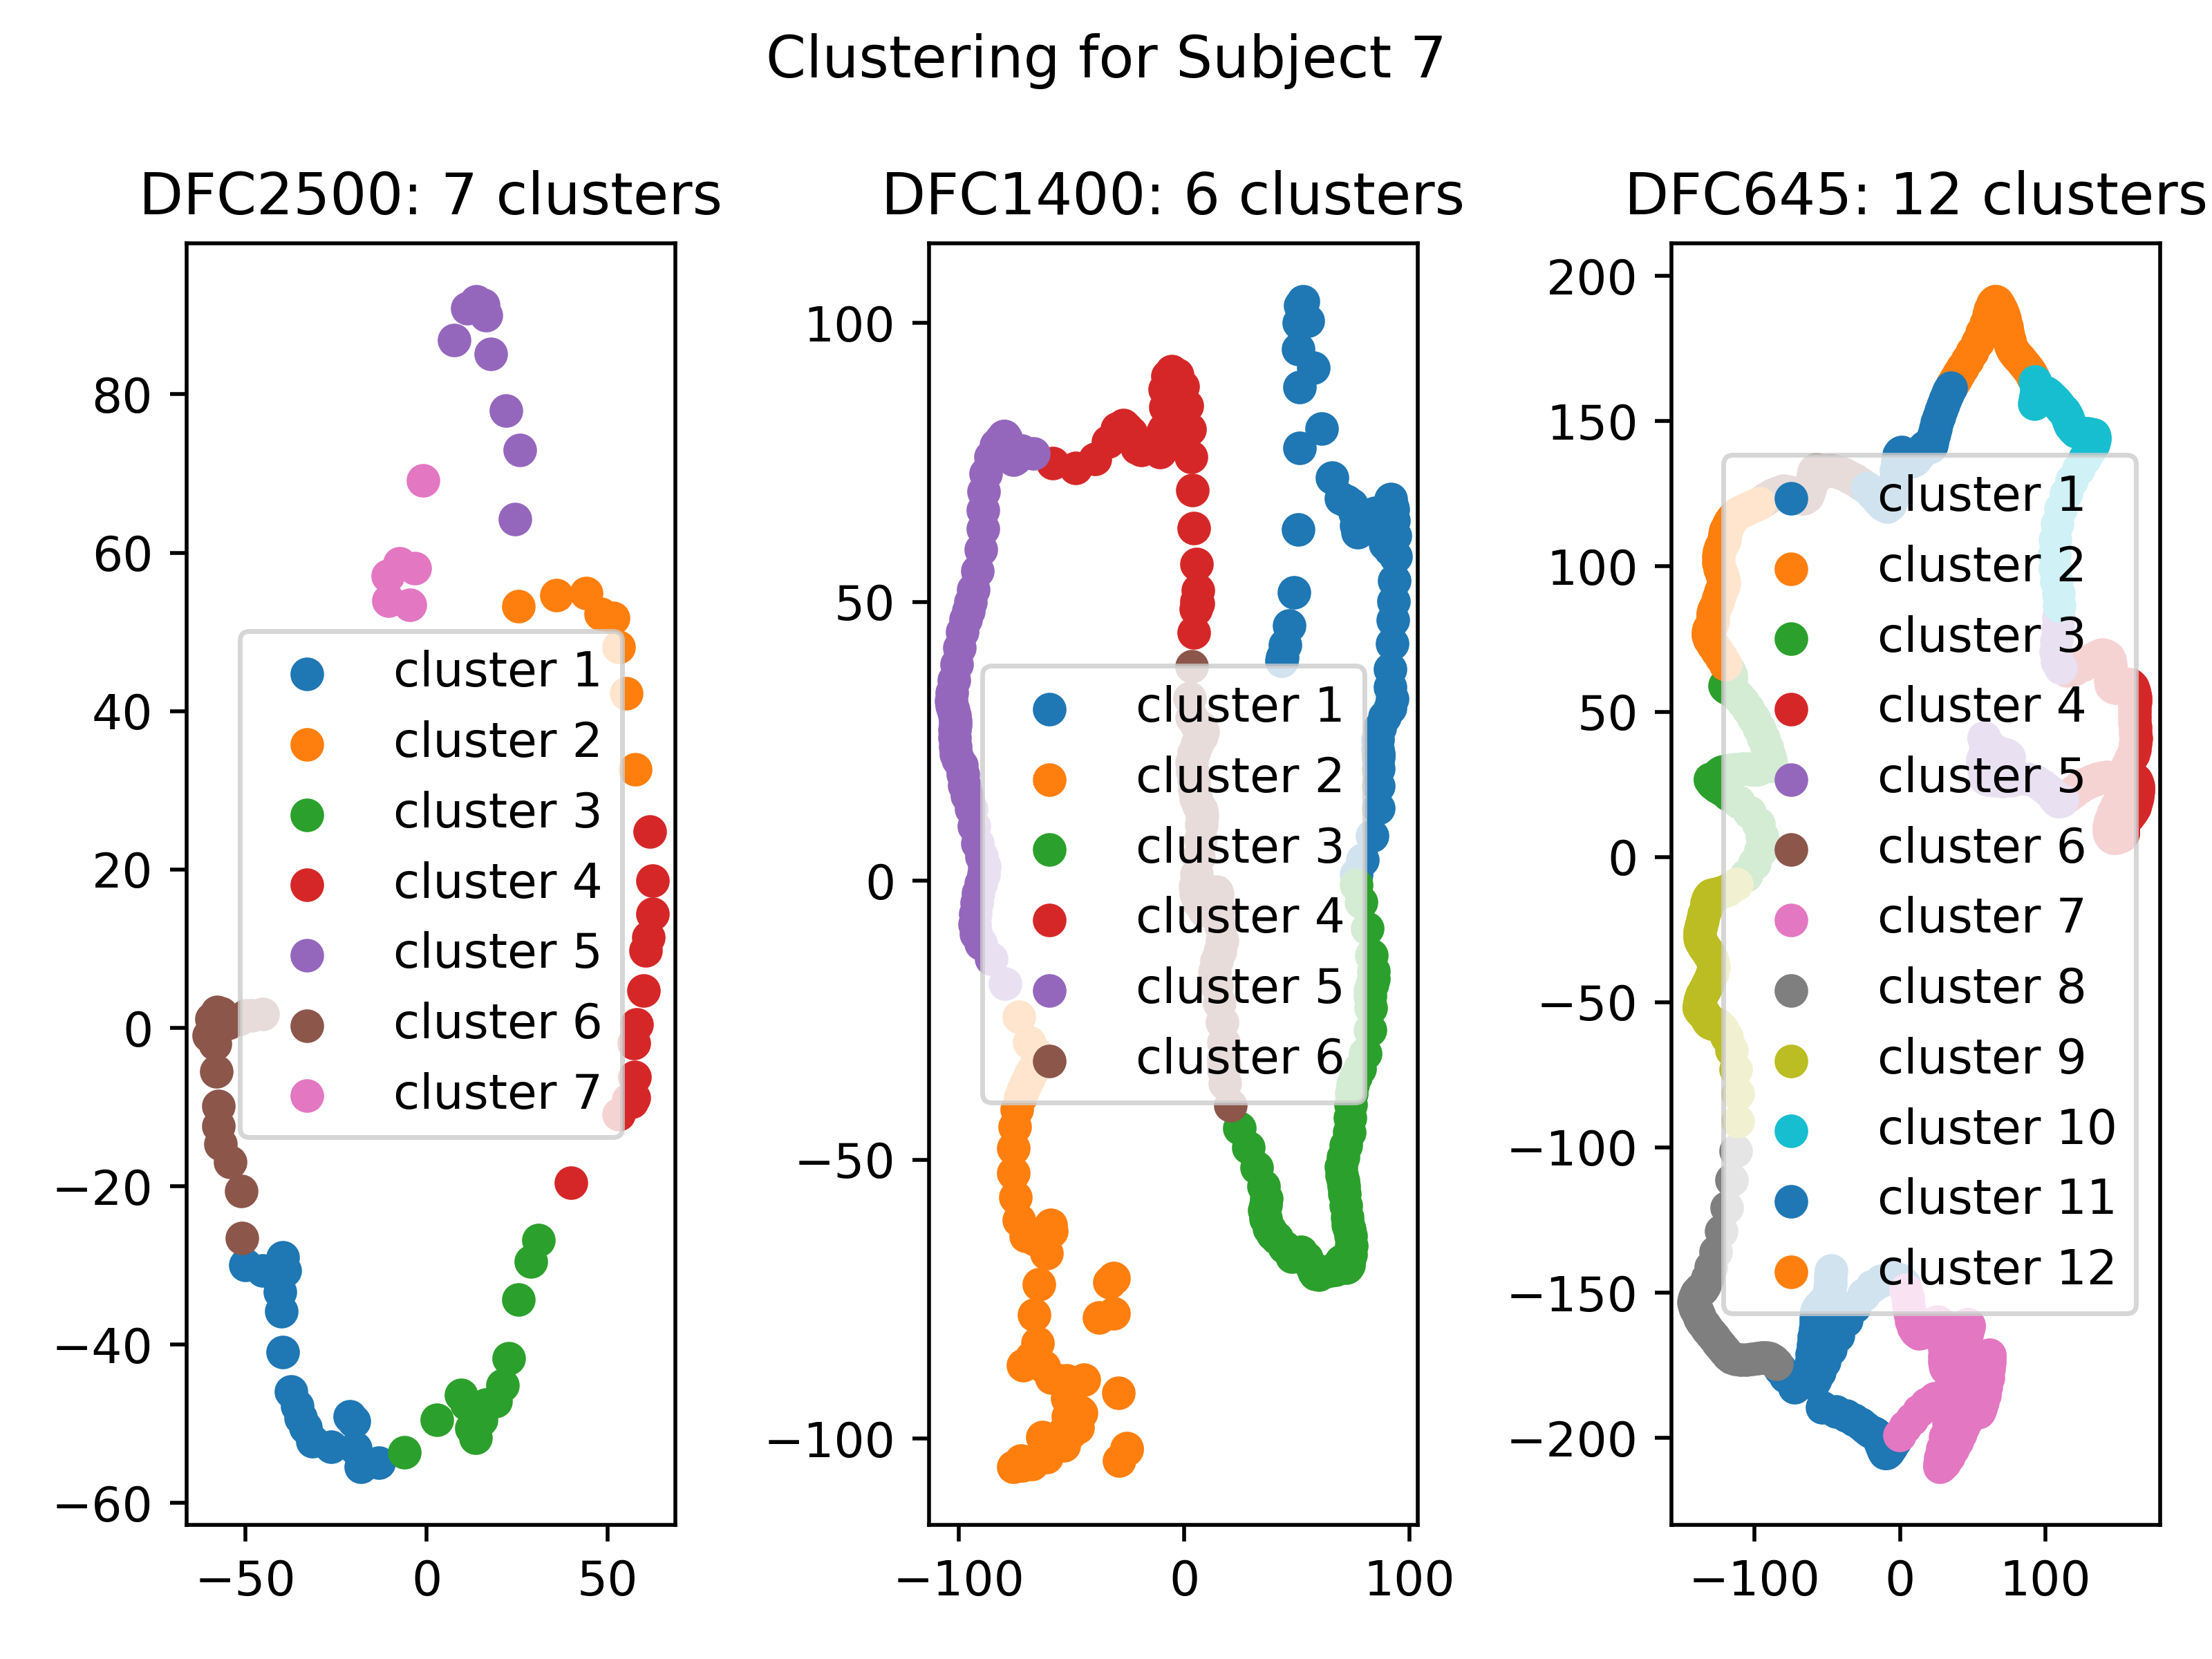 Clustering for Subject 7
DFC2500: 7 clusters
80
60
40
20
0
−20
−40
−60
−50
0
50
cluster 1
cluster 2
cluster 3
cluster 4
cluster 5
cluster 6
cluster 7
DFC1400: 6 clusters
100
50
0
−50
−100
−100
0
100
cluster 1
cluster 2
cluster 3
cluster 4
cluster 5
cluster 6
DFC645: 12 clusters
200
150
100
50
0
−50
−100
−150
−200
−100
0
100
cluster 1
cluster 2
cluster 3
cluster 4
cluster 5
cluster 6
cluster 7
cluster 8
cluster 9
cluster 10
cluster 11
cluster 12